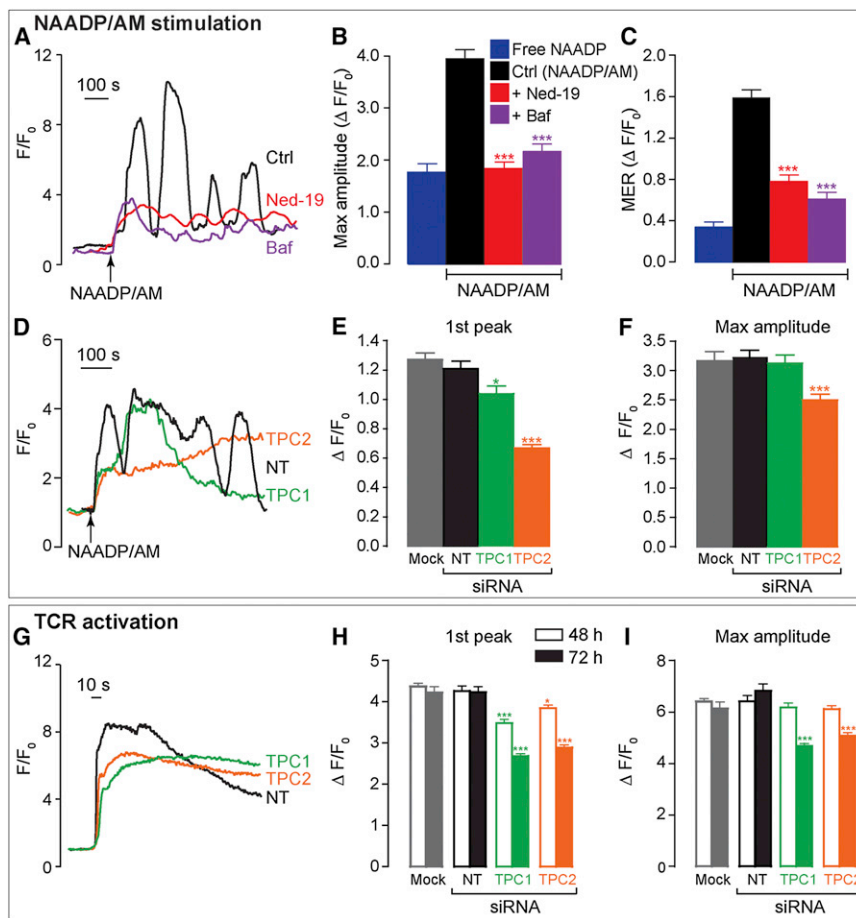 NAADP/AM stimulation
A
12
8
4
0
F/F0
100 s
Ctrl
Ned-19
Baf
NAADP/AM
B
4.0
3.0
2.0
1.0
0.0
Max amplitude (Δ F/F0)
Free NAADP
Ctrl (NAADP/AM)
+ Ned-19
+ Baf
***
***
NAADP/AM
C
2.0
1.6
1.2
0.8
0.4
0.0
MER (Δ F/F0)
***
***
NAADP/AM
D
6
4
2
0
F/F0
100 s
TPC2
NT
TPC1
NAADP/AM
E
1st peak
1.4
1.2
1.0
0.8
0.6
0.4
0.2
0.0
Δ F/F0
*
***
Mock NT TPC1 TPC2
siRNA
F
Max amplitude
3.5
3.0
2.5
2.0
1.5
1.0
0.5
0.0
Δ F/F0
***
Mock NT TPC1 TPC2
siRNA
TCR activation
G
12
8
4
0
F/F0
10 s
TPC1
TPC2
NT
H
1st peak
48 h
72 h
5
4
3
2
1
0
Δ F/F0
***
***
*
***
Mock NT TPC1 TPC2
siRNA
I
Max amplitude
8
6
4
2
0
Δ F/F0
***
***
Mock NT TPC1 TPC2
siRNA